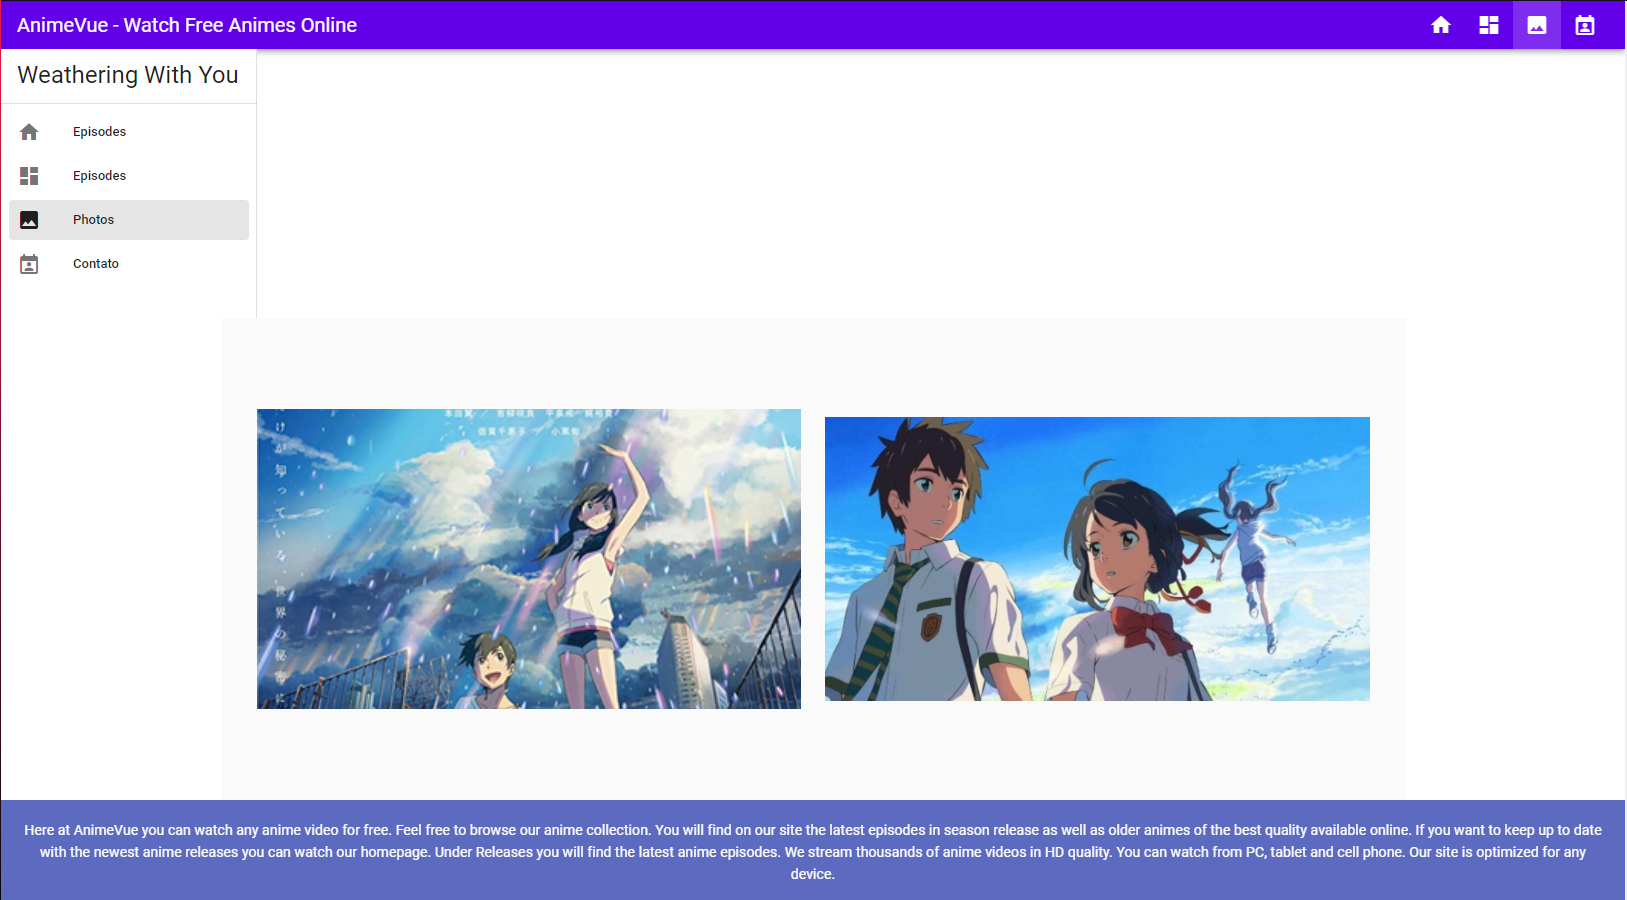 AnimeVue - Watch Free Animes Online
Weathering With You
Episodes
Episodes
Photos
Contato
世界の秘密
Here at AnimeVue you can watch any anime video for free. Feel free to browse our anime collection. You will find on our site the latest episodes in season release as well as older animes of the best quality available online. If you want to keep up to date
with the newest anime releases you can watch our homepage. Under Releases you will find the latest anime episodes. We stream thousands of anime videos in HD quality. You can watch from PC, tablet and cell phone. Our site is optimized for any
device.